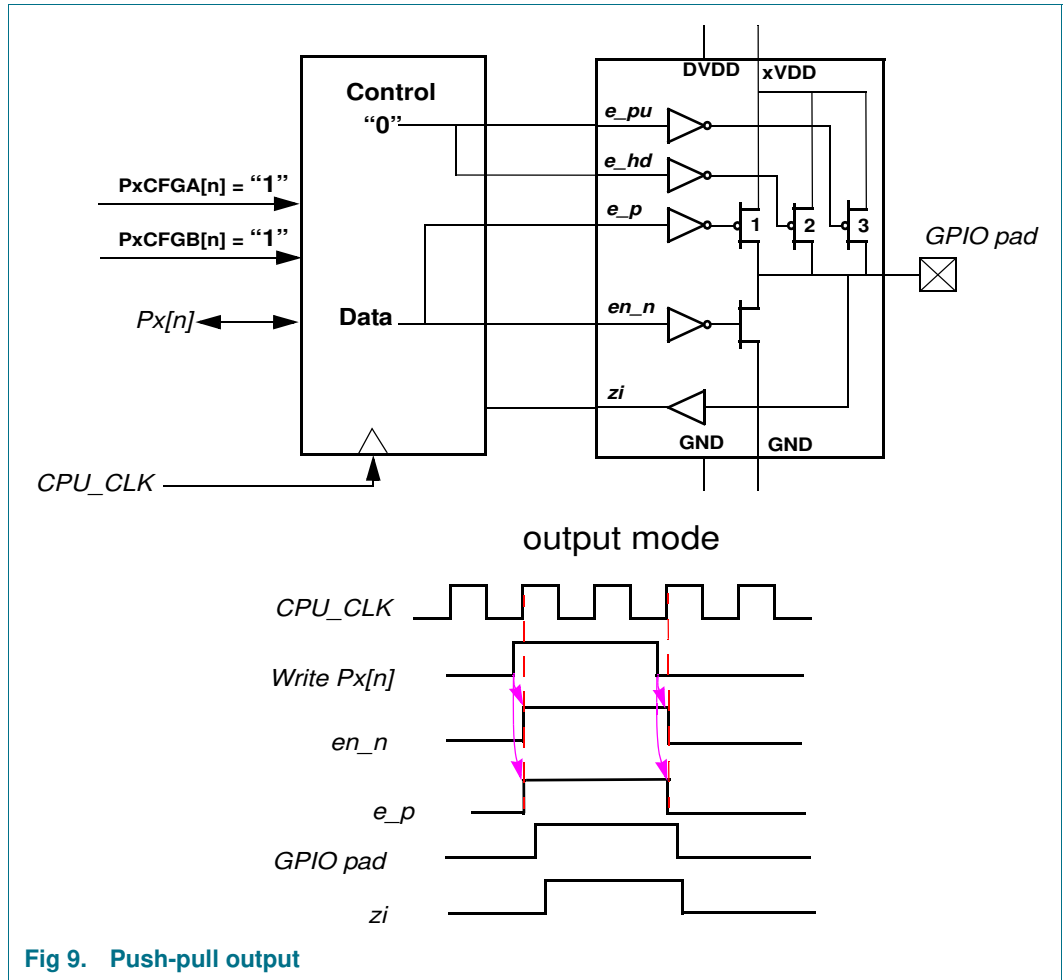 DVDD xVDD
Control
“0”
e_pu
e_hd
PxCFGA[n] = “1”
e_p
1 2 3
GPIO pad
PxCFGB[n] = “1”
Px[n]
Data
en_n
zi
GND GND
CPU_CLK
output mode
CPU_CLK
Write Px[n]
en_n
e_p
GPIO pad
zi
Fig 9. Push-pull output